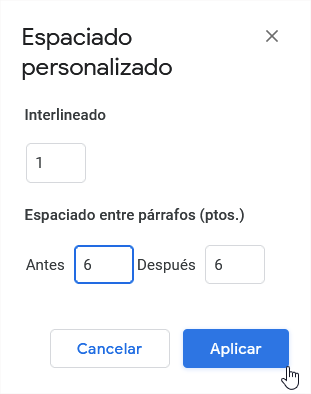 Espaciado
personalizado
Interlineado
1
Espaciado entre párrafos (ptos.)
Antes 6 Después 6
Cancelar Aplicar